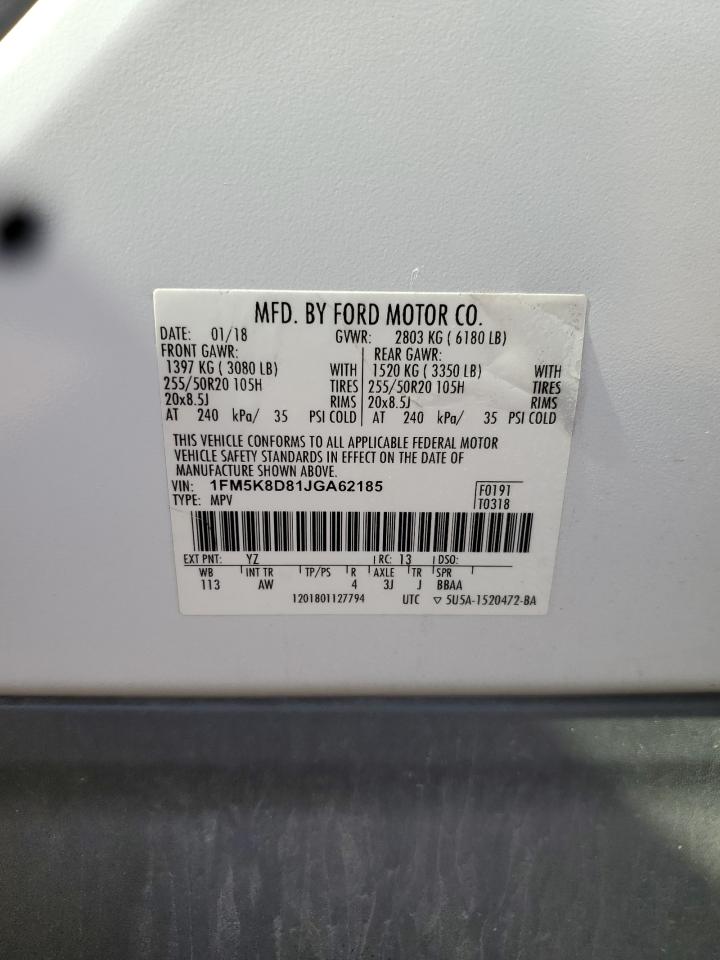 MFD. BY FORD MOTOR CO.
DATE: 01/18 GVWR: 2803 KG ( 6180 LB)
FRONT GAWR: REAR GAWR:
1397 KG ( 3080 LB) WITH 1520 KG ( 3350 LB) WITH
255/50R20 105H TIRES 255/50R20 105H TIRES
20x8.5J RIMS 20x8.5J RIMS
AT 240 kPa/ 35 PSI COLD AT 240 kPa/ 35 PSI COLD
THIS VEHICLE CONFORMS TO ALL APPLICABLE FEDERAL MOTOR
VEHICLE SAFETY STANDARDS IN EFFECT ON THE DATE OF
MANUFACTURE SHOWN ABOVE.
VIN: 1FM5K8D81JGA62185 F0191
TYPE: MPV T0318
EXT PNT: YZ RC: 13 DSO:
WB INT TR TP/PS R AXLE TR SPR
113 AW 4 3J J BBAA
1201801127794 UTC ▽ 5U5A-1520472-BA